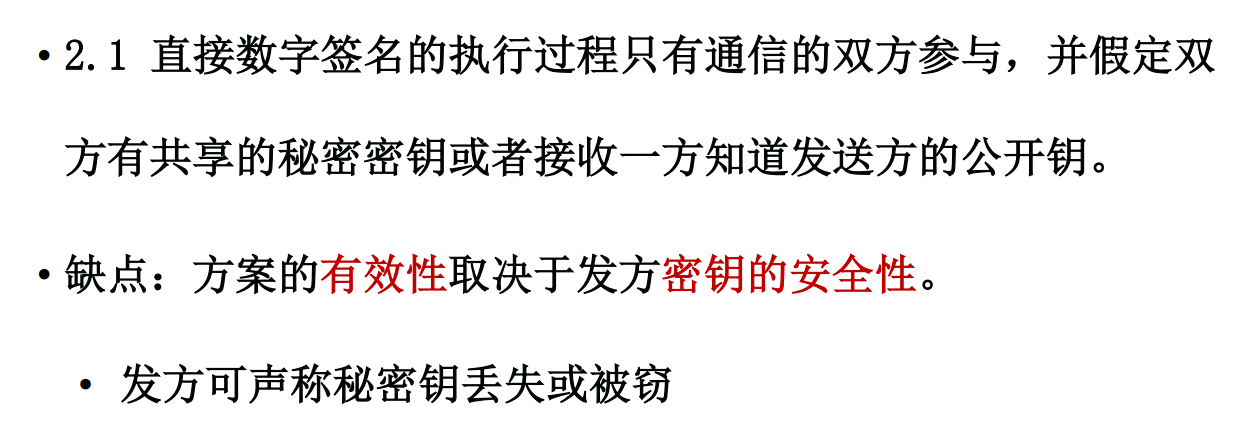 • 2.1 直接数字签名的执行过程只有通信的双方参与，并假定双
方有共享的秘密密钥或者接收一方知道发送方的公开钥。
• 缺点：方案的有效性取决于发方密钥的安全性。
• 发方可声称秘密钥丢失或被窃